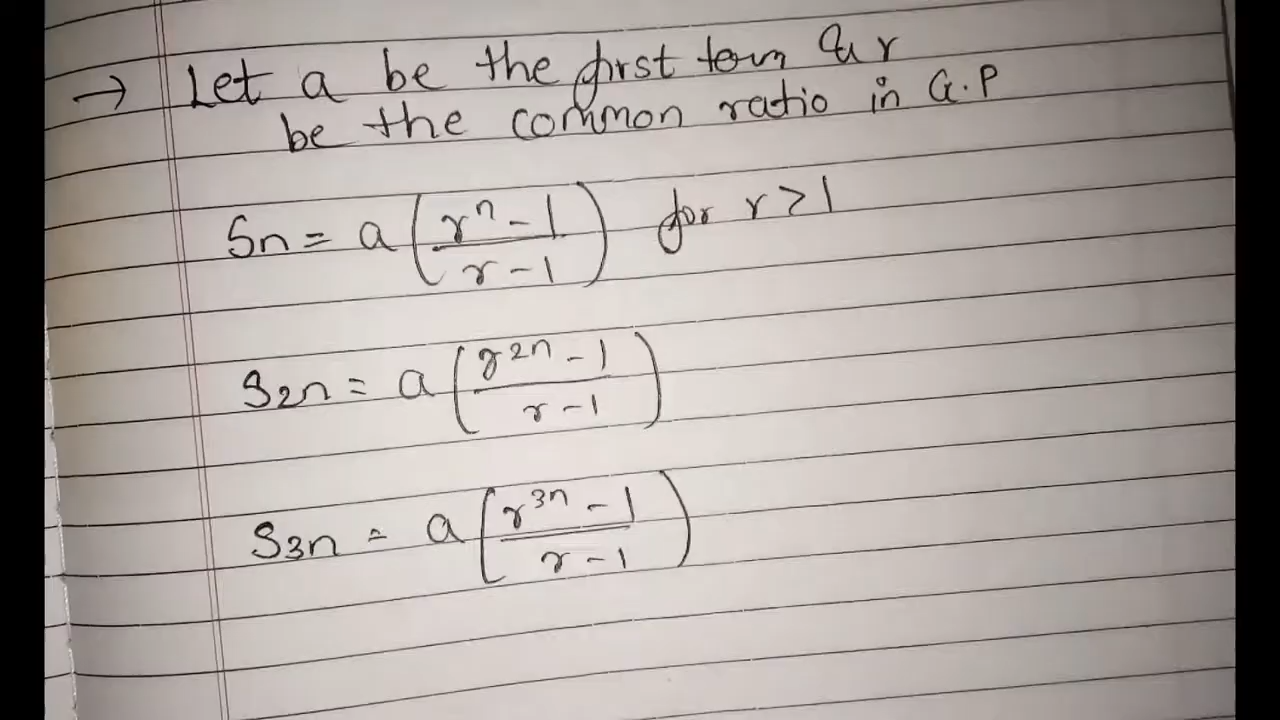 → Let a be the first term & r
be the common ratio in G.P
Sn = a (r^n - 1 / r - 1) for r > 1
S2n = a (r^2n - 1 / r - 1)
S3n = a (r^3n - 1 / r - 1)